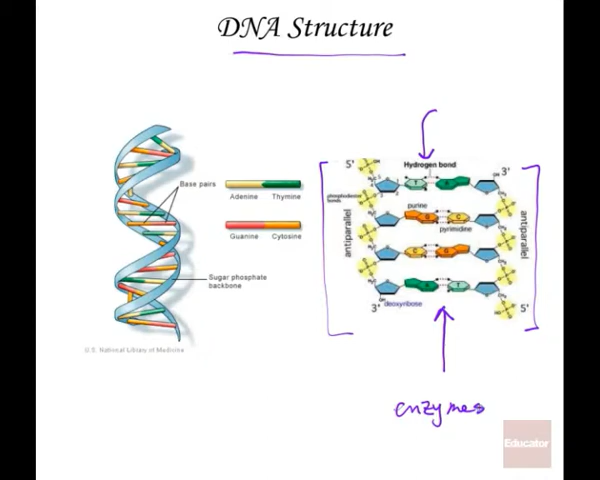 DNA Structure
Base pairs
Adenine Thymine
Guanine Cytosine
Sugar phosphate
backbone
© U.S. National Library of Medicine
5'
Hydrogen bond
3'
phosphodiester
bonds
purine
pyrimidine
antiparallel
antiparallel
deoxyribose
3'
5'
enzymes
Educator